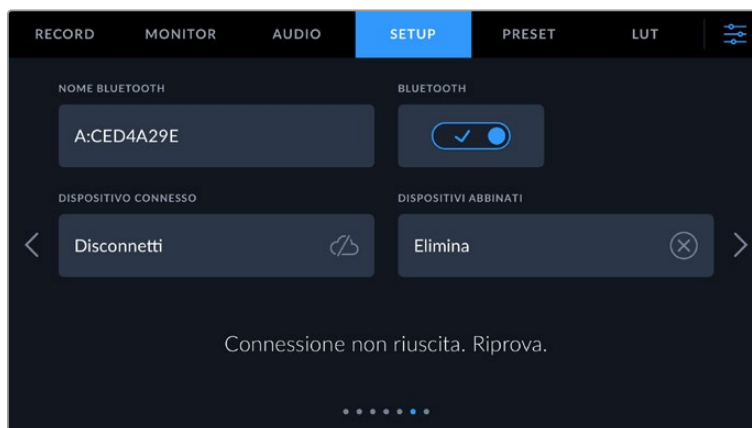 RECORD MONITOR AUDIO SETUP PRESET LUT
NOME BLUETOOTH BLUETOOTH
A:CED4A29E
DISPOSITIVO CONNESSO DISPOSITIVI ABBINATI
Disconnetti Elimina
Connessione non riuscita. Riprova.